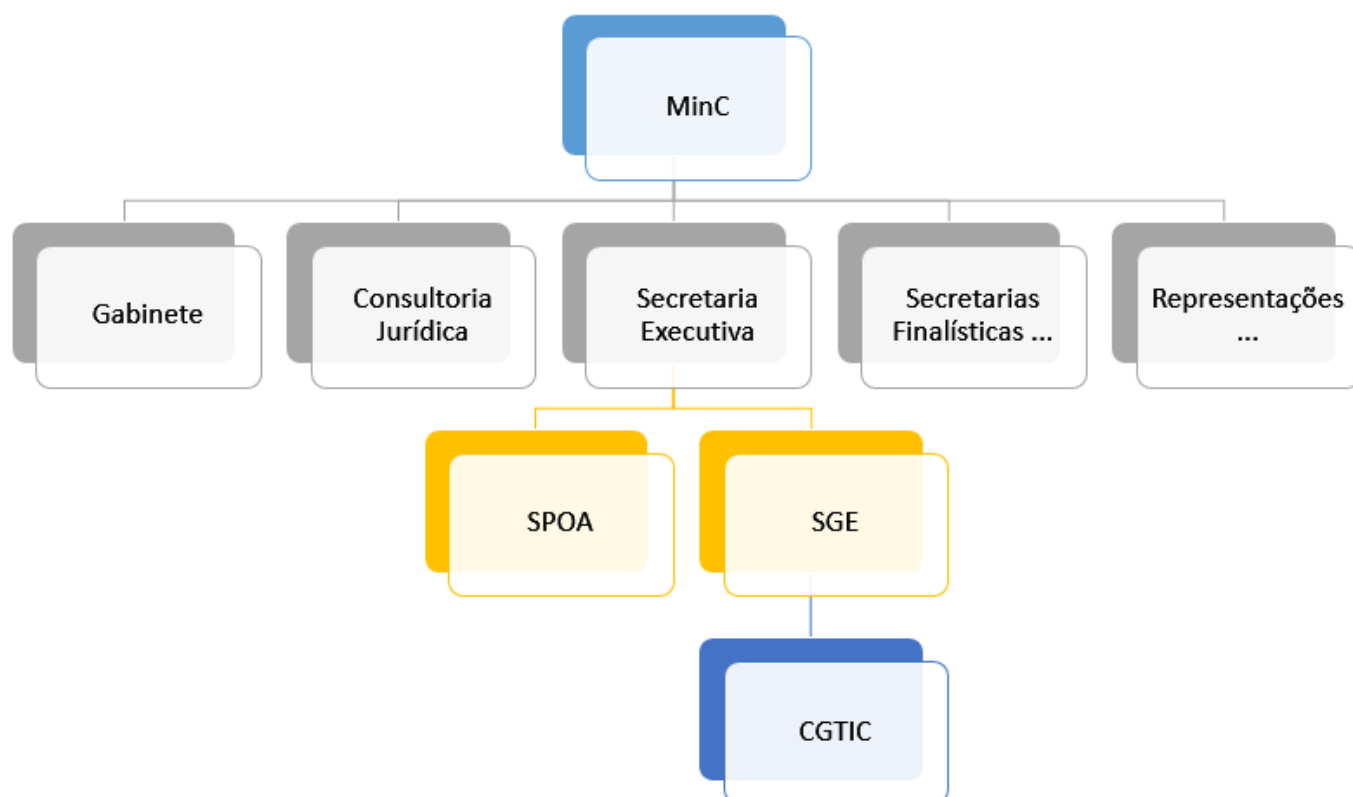 MinC
Gabinete
Consultoria
Jurídica
Secretaria
Executiva
Secretarias
Finalísticas ...
Representações
...
SPOA
SGE
CGTIC